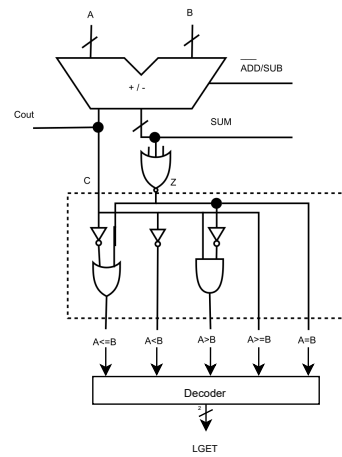 A B
+ / -
ADD/SUB
Cout
SUM
C Z
A<=B A<B A>B A>=B A=B
Decoder
2
LGET